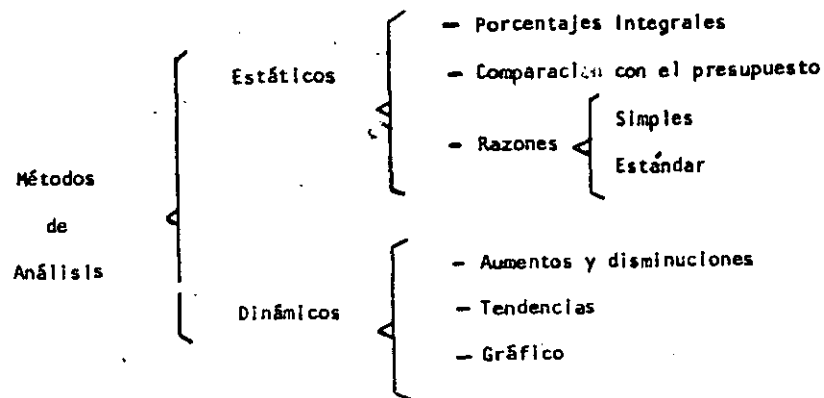 Métodos
de
Análisis
Estáticos
- Porcentajes Integrales
- Comparación con el presupuesto
- Razones
Simples
Estándar
Dinámicos
- Aumentos y disminuciones
- Tendencias
- Gráfico